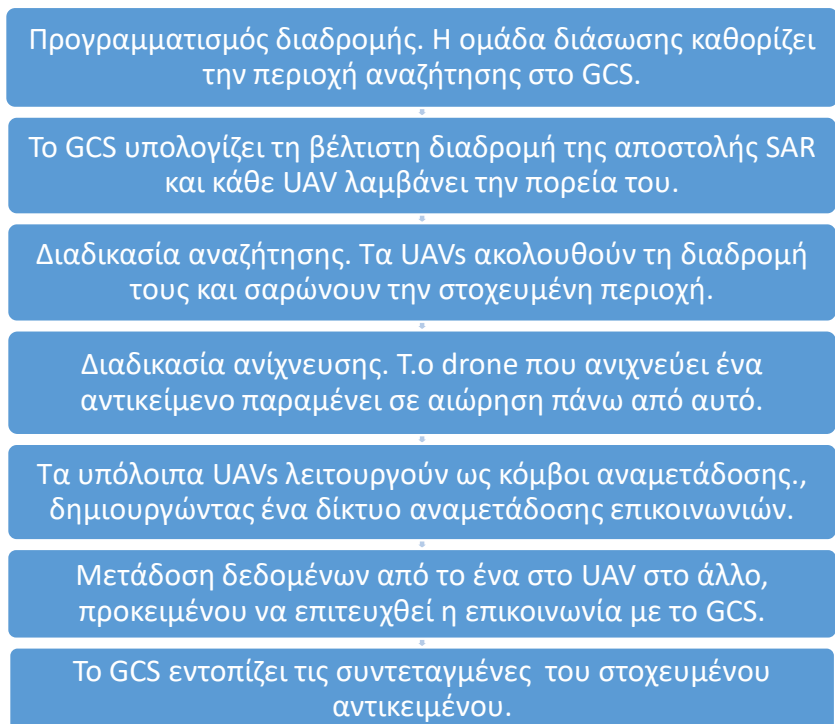 Προγραμματισμός διαδρομής. Η ομάδα διάσωσης καθορίζει
την περιοχή αναζήτησης στο GCS.
Το GCS υπολογίζει τη βέλτιστη διαδρομή της αποστολής SAR
και κάθε UAV λαμβάνει την πορεία του.
Διαδικασία αναζήτησης. Τα UAVs ακολουθούν τη διαδρομή
τους και σαρώνουν την στοχευμένη περιοχή.
Διαδικασία ανίχνευσης. Τ.ο drone που ανιχνεύει ένα
αντικείμενο παραμένει σε αιώρηση πάνω από αυτό.
Τα υπόλοιπα UAVs λειτουργούν ως κόμβοι αναμετάδοσης.,
δημιουργώντας ένα δίκτυο αναμετάδοσης επικοινωνιών.
Μετάδοση δεδομένων από το ένα στο UAV στο άλλο,
προκειμένου να επιτευχθεί η επικοινωνία με το GCS.
Το GCS εντοπίζει τις συντεταγμένες του στοχευμένου
αντικειμένου.